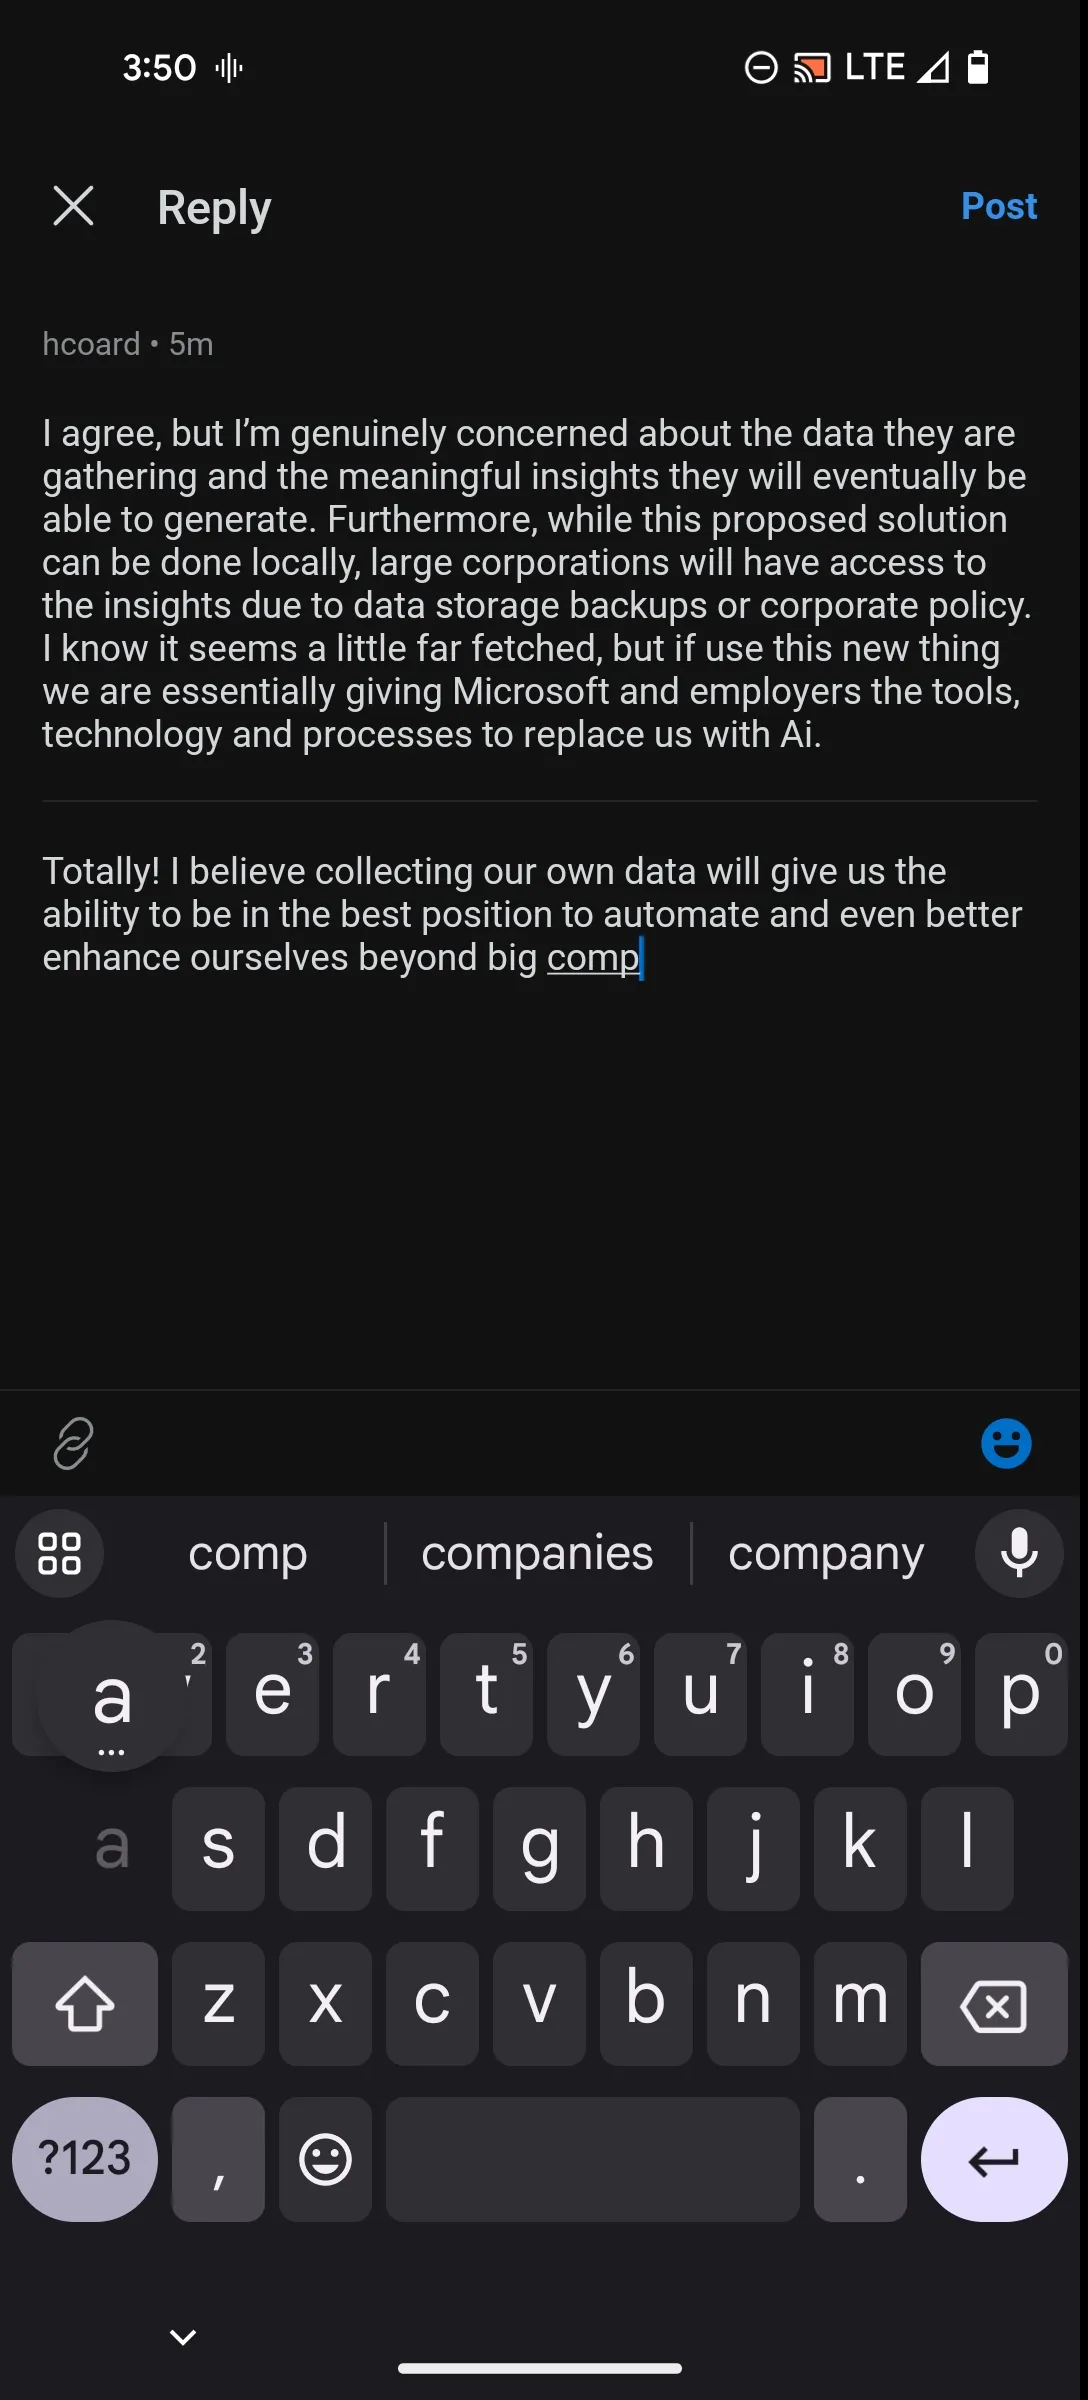 3:50
LTE
Reply
Post
hcoard • 5m
I agree, but I’m genuinely concerned about the data they are
gathering and the meaningful insights they will eventually be
able to generate. Furthermore, while this proposed solution
can be done locally, large corporations will have access to
the insights due to data storage backups or corporate policy.
I know it seems a little far fetched, but if use this new thing
we are essentially giving Microsoft and employers the tools,
technology and processes to replace us with Ai.
Totally! I believe collecting our own data will give us the
ability to be in the best position to automate and even better
enhance ourselves beyond big comp
comp companies company
a 2 e 3 r 4 t 5 y 6 u 7 i 8 o 9 p 0
a s d f g h j k l
z x c v b n m
?123 , .